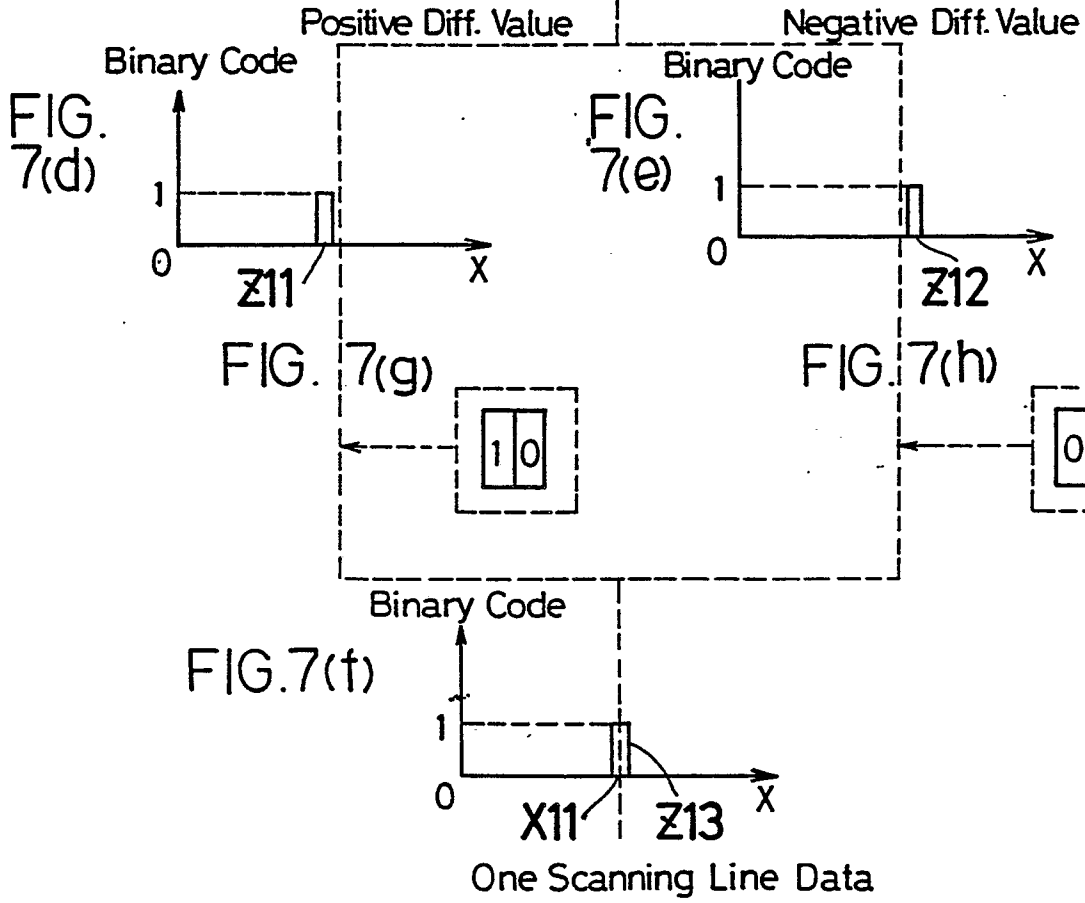 Positive Diff. Value
Negative Diff. Value
Binary Code
Binary Code
FIG. 7(d)
FIG. 7(e)
1
0
Z11
X
1
0
Z12
X
FIG. 7(g)
FIG. 7(h)
1 0
0
Binary Code
FIG.7(f)
1
0
X11
Z13
X
One Scanning Line Data